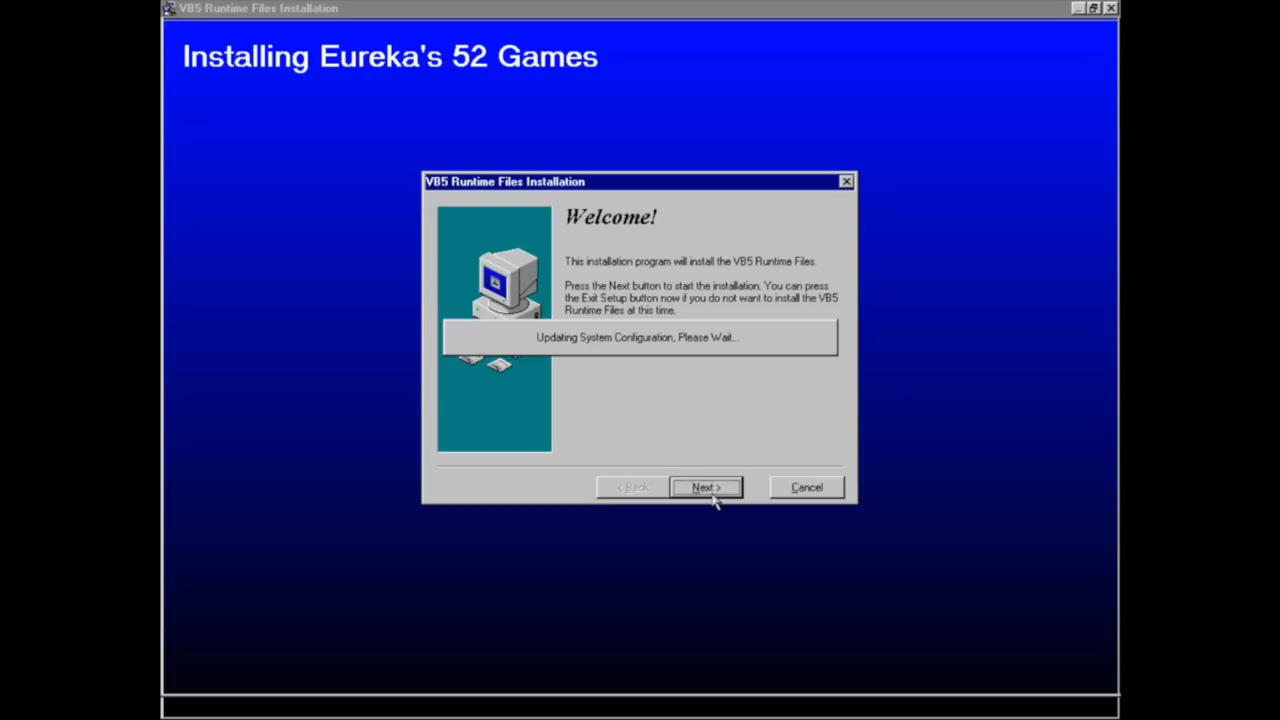 VB5 Runtime Files Installation
Installing Eureka's 52 Games
VB5 Runtime Files Installation
Welcome!
This installation program will install the VB5 Runtime Files.
Press the Next button to start the installation. You can press
the Exit Setup button now if you do not want to install the VB5
Runtime Files at this time.
Updating System Configuration, Please Wait...
< Back
Next >
Cancel